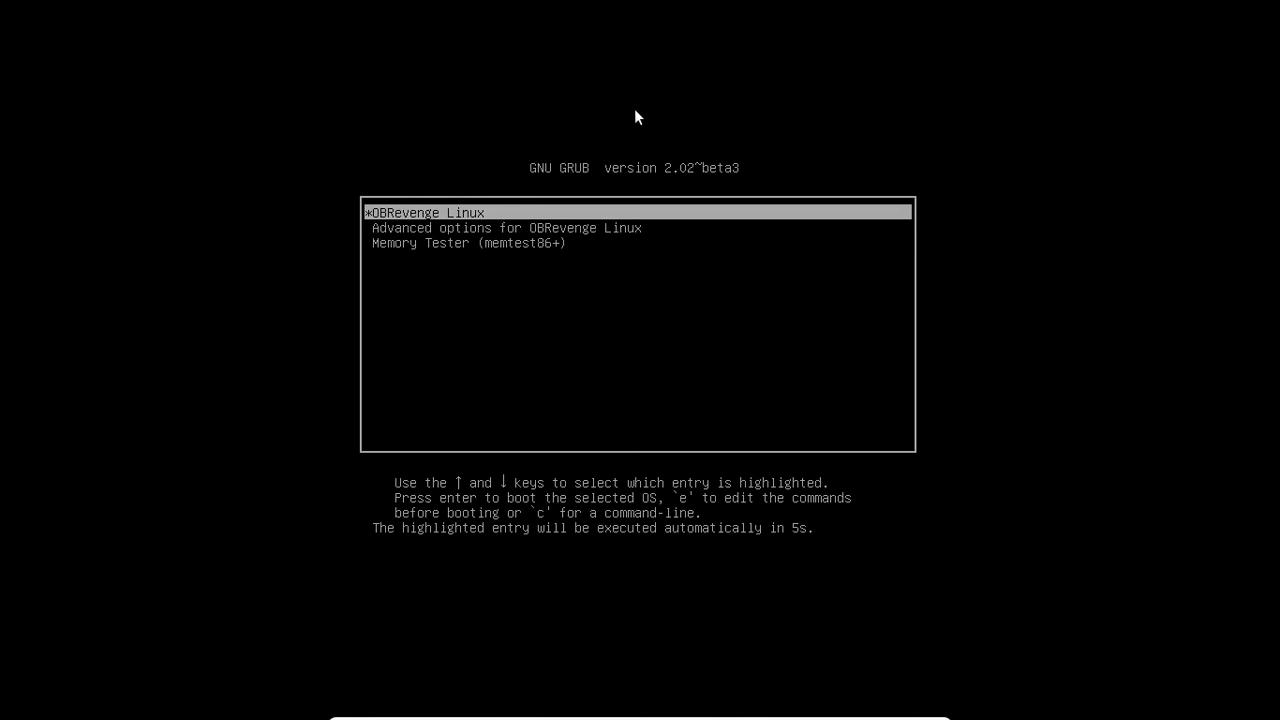 GNU GRUB  version 2.02~beta3
*OBRevenge Linux
Advanced options for OBRevenge Linux
Memory Tester (memtest86+)
Use the ↑ and ↓ keys to select which entry is highlighted.
Press enter to boot the selected OS, `e' to edit the commands
before booting or `c' for a command-line.
The highlighted entry will be executed automatically in 5s.